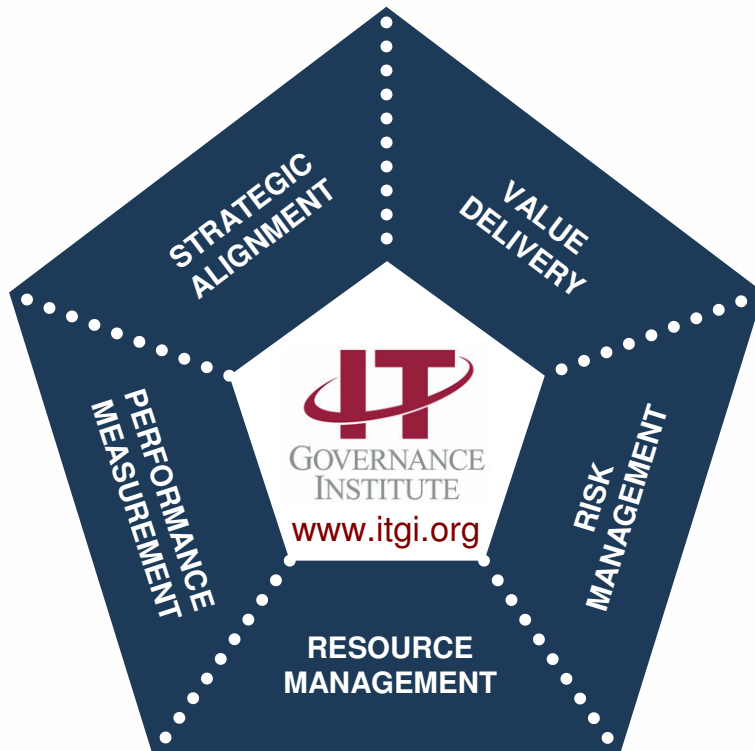 STRATEGIC
ALIGNMENT
VALUE
DELIVERY
PERFORMANCE
MEASUREMENT
IT
GOVERNANCE
INSTITUTE
www.itgi.org
RISK
MANAGEMENT
RESOURCE
MANAGEMENT